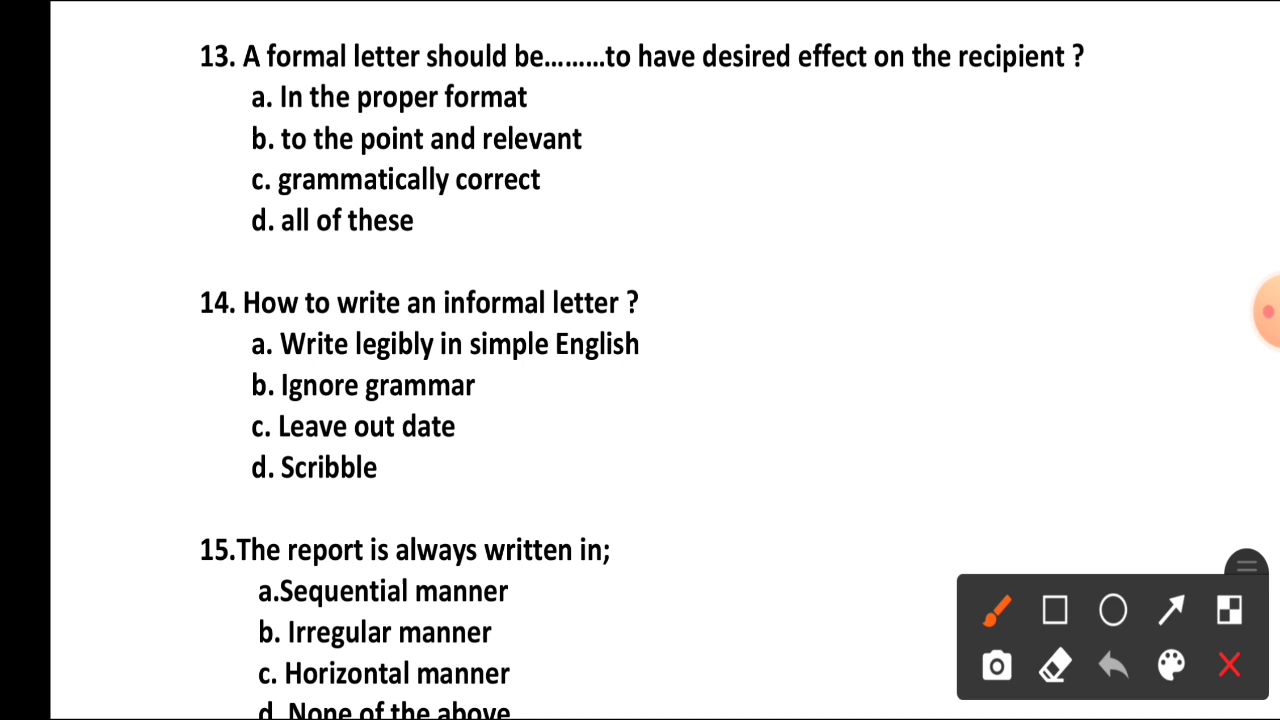 13. A formal letter should be.........to have desired effect on the recipient ?
a. In the proper format
b. to the point and relevant
c. grammatically correct
d. all of these
14. How to write an informal letter ?
a. Write legibly in simple English
b. Ignore grammar
c. Leave out date
d. Scribble
15.The report is always written in;
a.Sequential manner
b. Irregular manner
c. Horizontal manner
d. None of the above